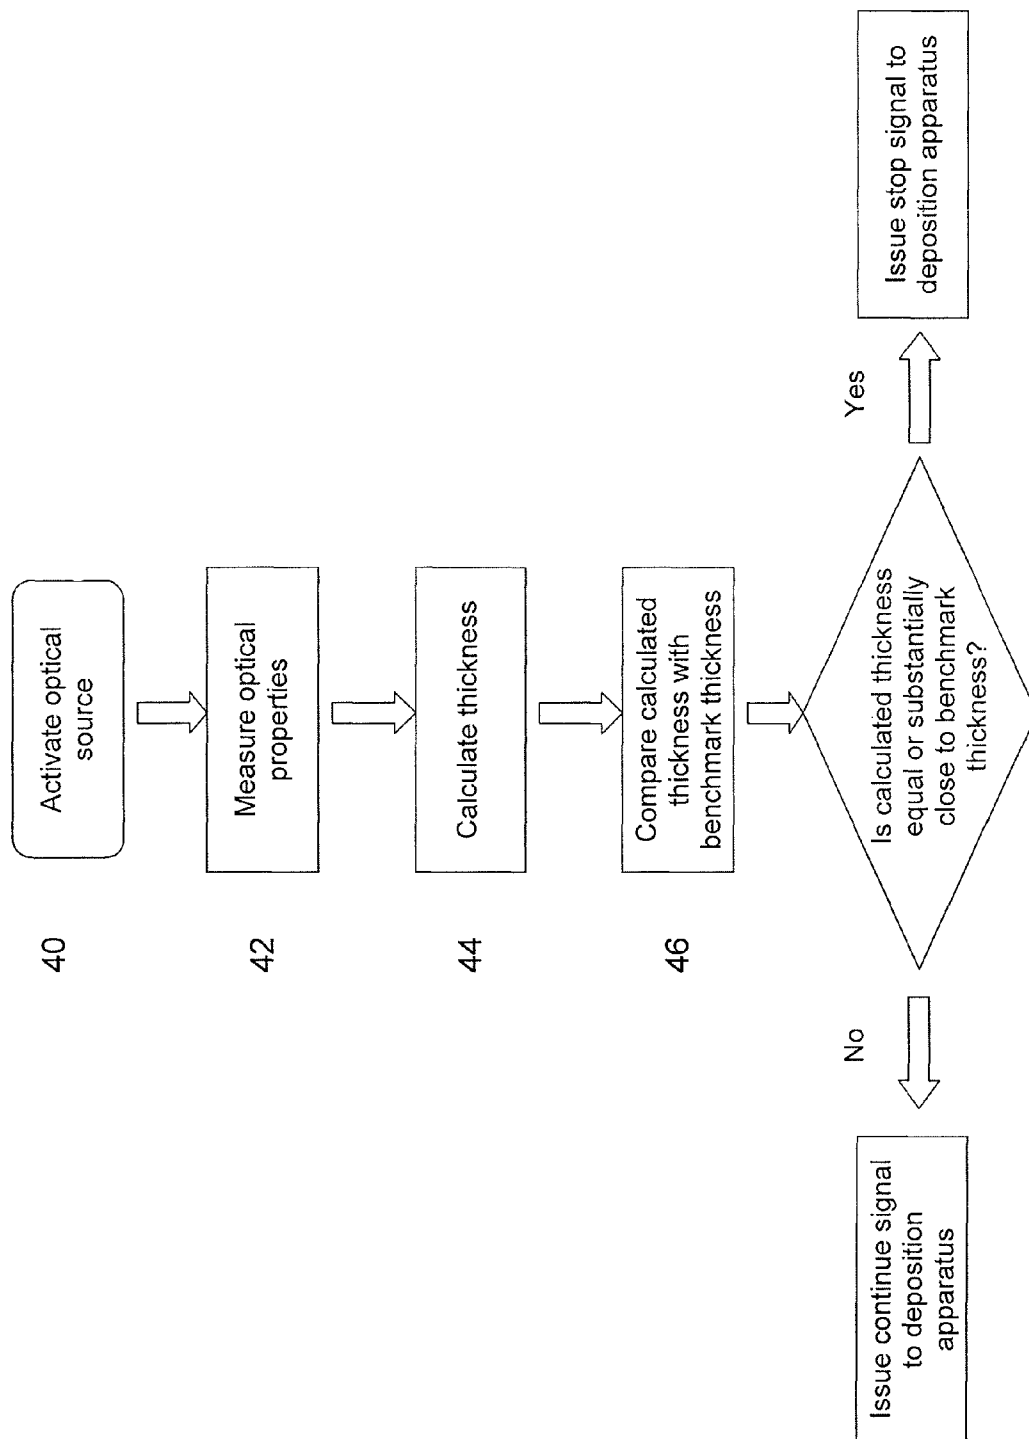 40
Activate optical
source
42
Measure optical
properties
44
Calculate thickness
46
Compare calculated
thickness with
benchmark thickness
Is calculated thickness
equal or substantially
close to benchmark
thickness?
No
Yes
Issue continue signal
to deposition
apparatus
Issue stop signal to
deposition apparatus